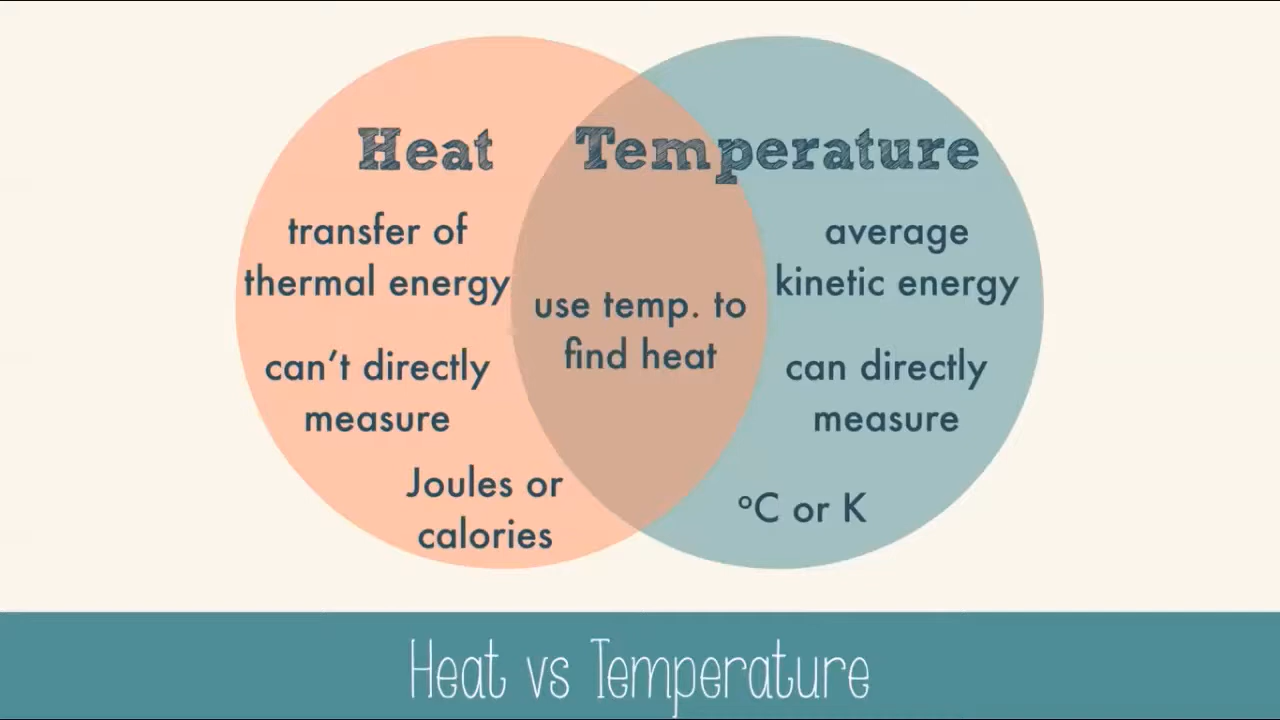 Heat
transfer of
thermal energy
can’t directly
measure
Joules or
calories
use temp. to
find heat
Temperature
average
kinetic energy
can directly
measure
°C or K
Heat vs Temperature